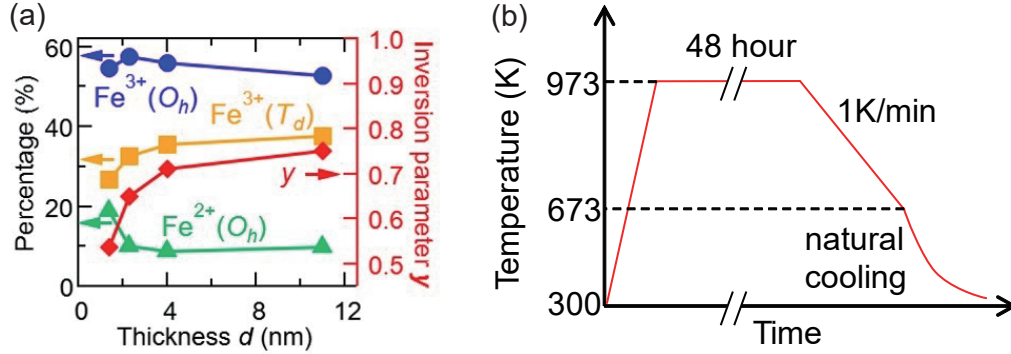 (a)
60
40
20
0
Percentage (%)
Fe³⁺(Oₕ)
Fe³⁺(T_d)
y
Fe²⁺(Oₕ)
0 4 8 12
Thickness d (nm)
1.0
0.9
0.8
0.7
0.6
0.5
Inversion parameter y
(b)
48 hour
973
1K/min
673
natural
cooling
300
Temperature (K)
Time